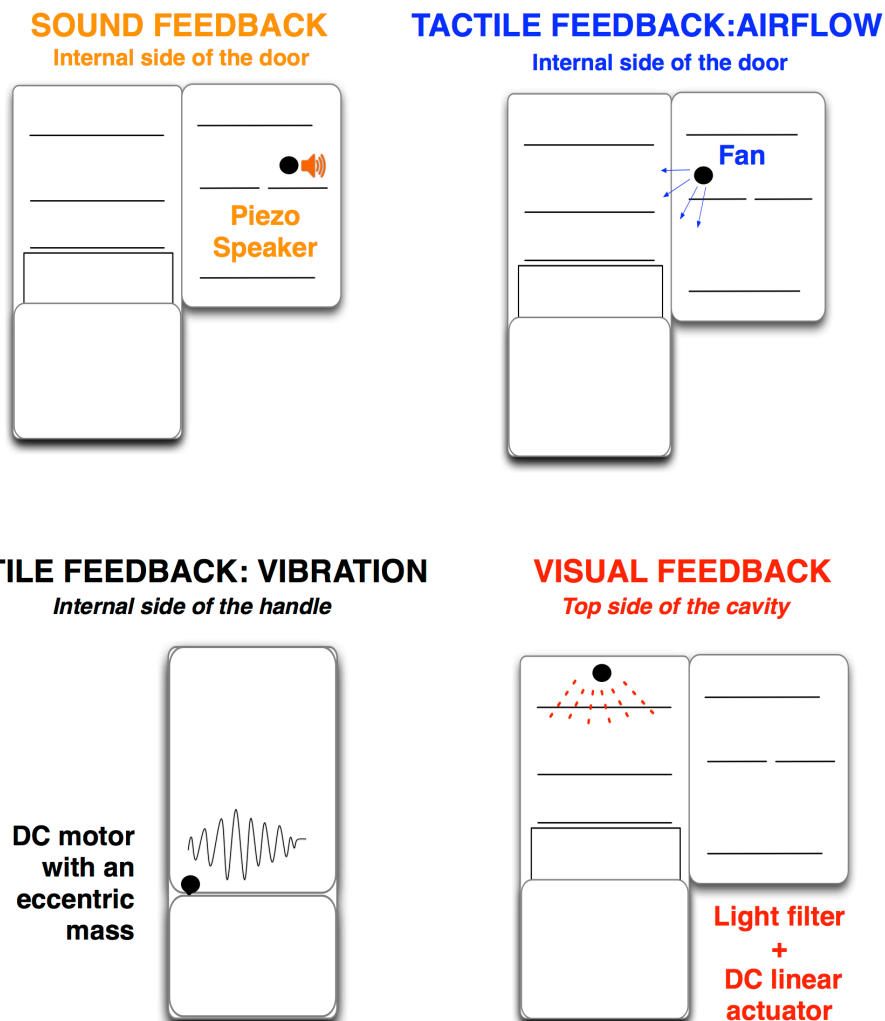 SOUND FEEDBACK
Internal side of the door
Piezo
Speaker
TACTILE FEEDBACK:AIRFLOW
Internal side of the door
Fan
TILE FEEDBACK: VIBRATION
Internal side of the handle
DC motor
with an
eccentric
mass
VISUAL FEEDBACK
Top side of the cavity
Light filter
+
DC linear
actuator